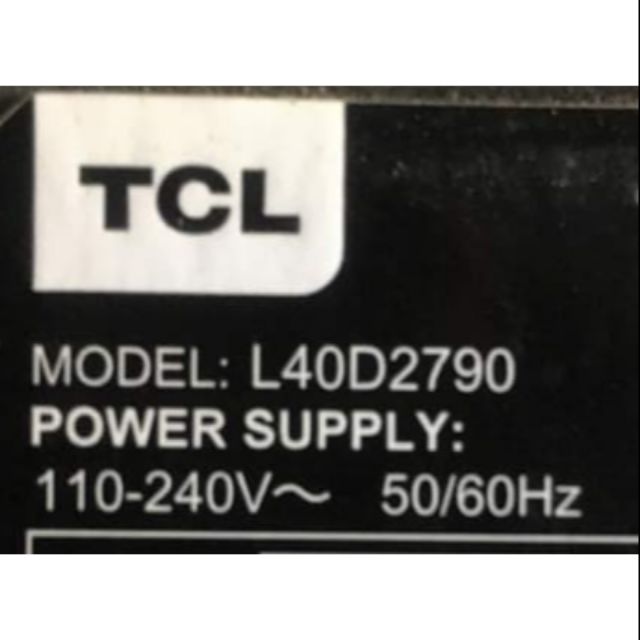 TCL
MODEL: L40D2790
POWER SUPPLY:
110-240V～ 50/60Hz